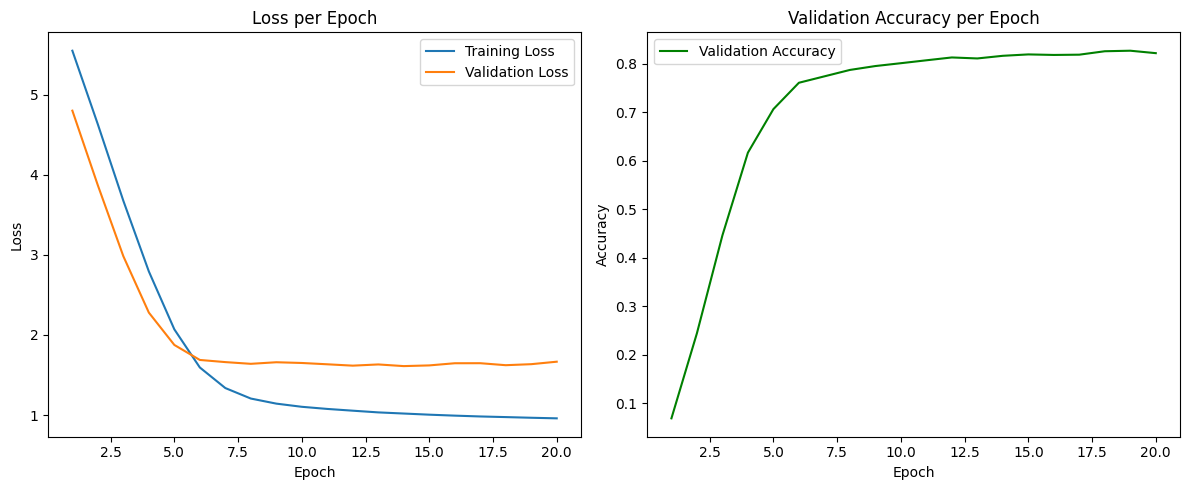 Loss per Epoch
Training Loss
Validation Loss
5
4
3
2
1
Loss
2.5 5.0 7.5 10.0 12.5 15.0 17.5 20.0
Epoch
Validation Accuracy per Epoch
Validation Accuracy
0.8
0.7
0.6
0.5
0.4
0.3
0.2
0.1
Accuracy
2.5 5.0 7.5 10.0 12.5 15.0 17.5 20.0
Epoch